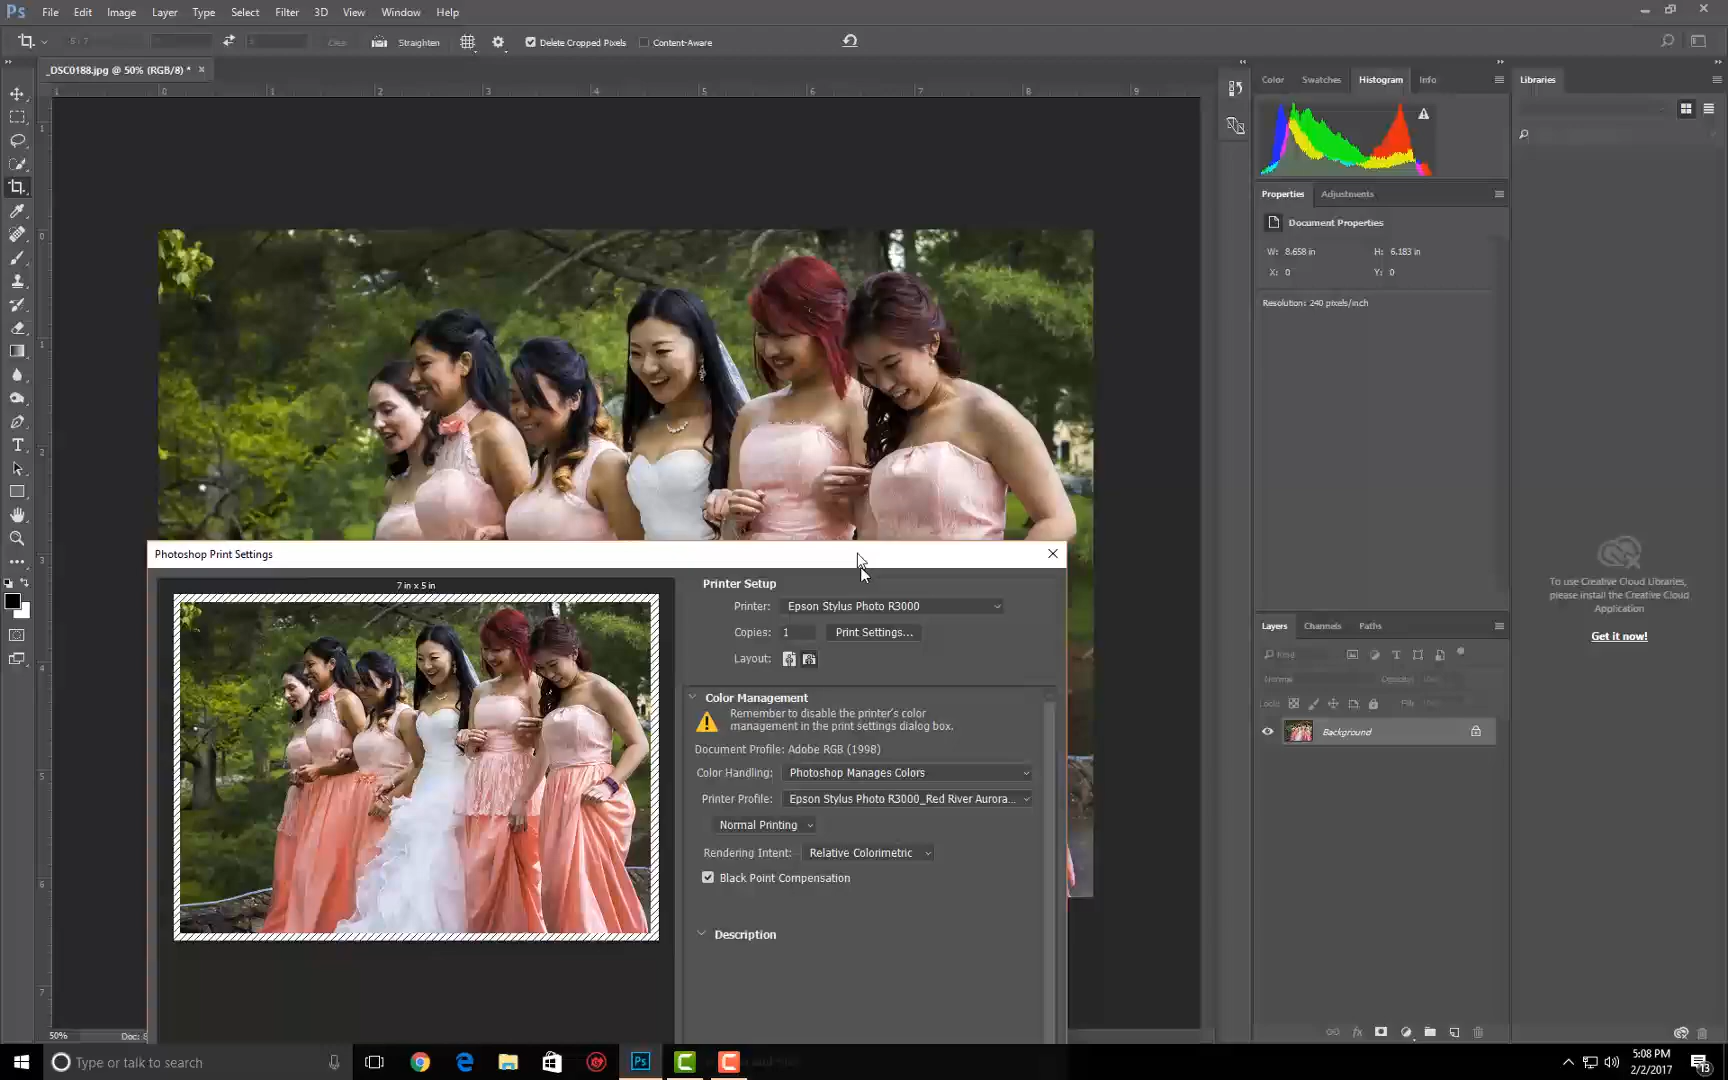 Ps File Edit Image Layer Type Select Filter 3D View Window Help
Straighten Delete Cropped Pixels Content-Aware
_DSC0188.jpg @ 50% (RGB/8) * ×
Color Swatches Histogram Info
Libraries
Properties Adjustments
Document Properties
W: 8.658 in H: 6.183 in
X: 0 Y: 0
Resolution: 240 pixels/inch
To use Creative Cloud Libraries,
please install the Creative Cloud
Application
Get it now!
Photoshop Print Settings
7 in x 5 in
Printer Setup
Printer: Epson Stylus Photo R3000
Copies: 1 Print Settings...
Layout:
Color Management
Remember to disable the printer's color
management in the print settings dialog box.
Document Profile: Adobe RGB (1998)
Color Handling: Photoshop Manages Colors
Printer Profile: Epson Stylus Photo R3000_Red River Aurora...
Normal Printing
Rendering Intent: Relative Colorimetric
Black Point Compensation
Description
Layers Channels Paths
Kind
Normal Opacity:
Lock: Fill:
Background
50% Doc:
Type or talk to search
5:08 PM
2/2/2017